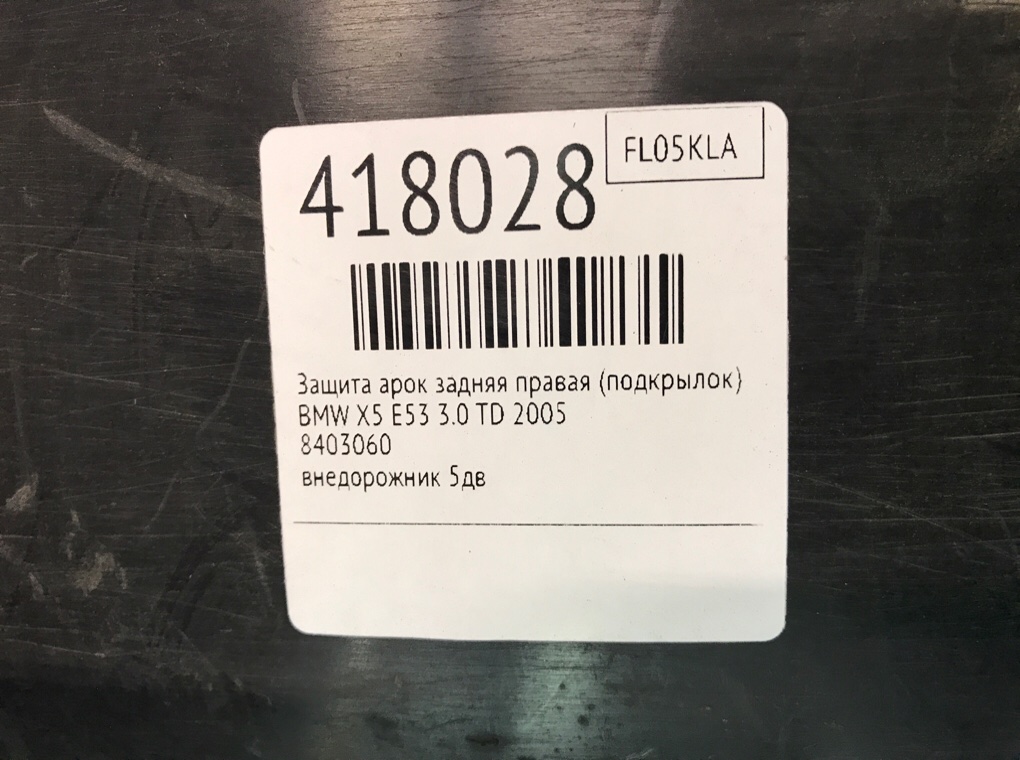 418028
FL05KLA
Защита арок задняя правая (подкрылок)
BMW X5 E53 3.0 TD 2005
8403060
внедорожник 5дв